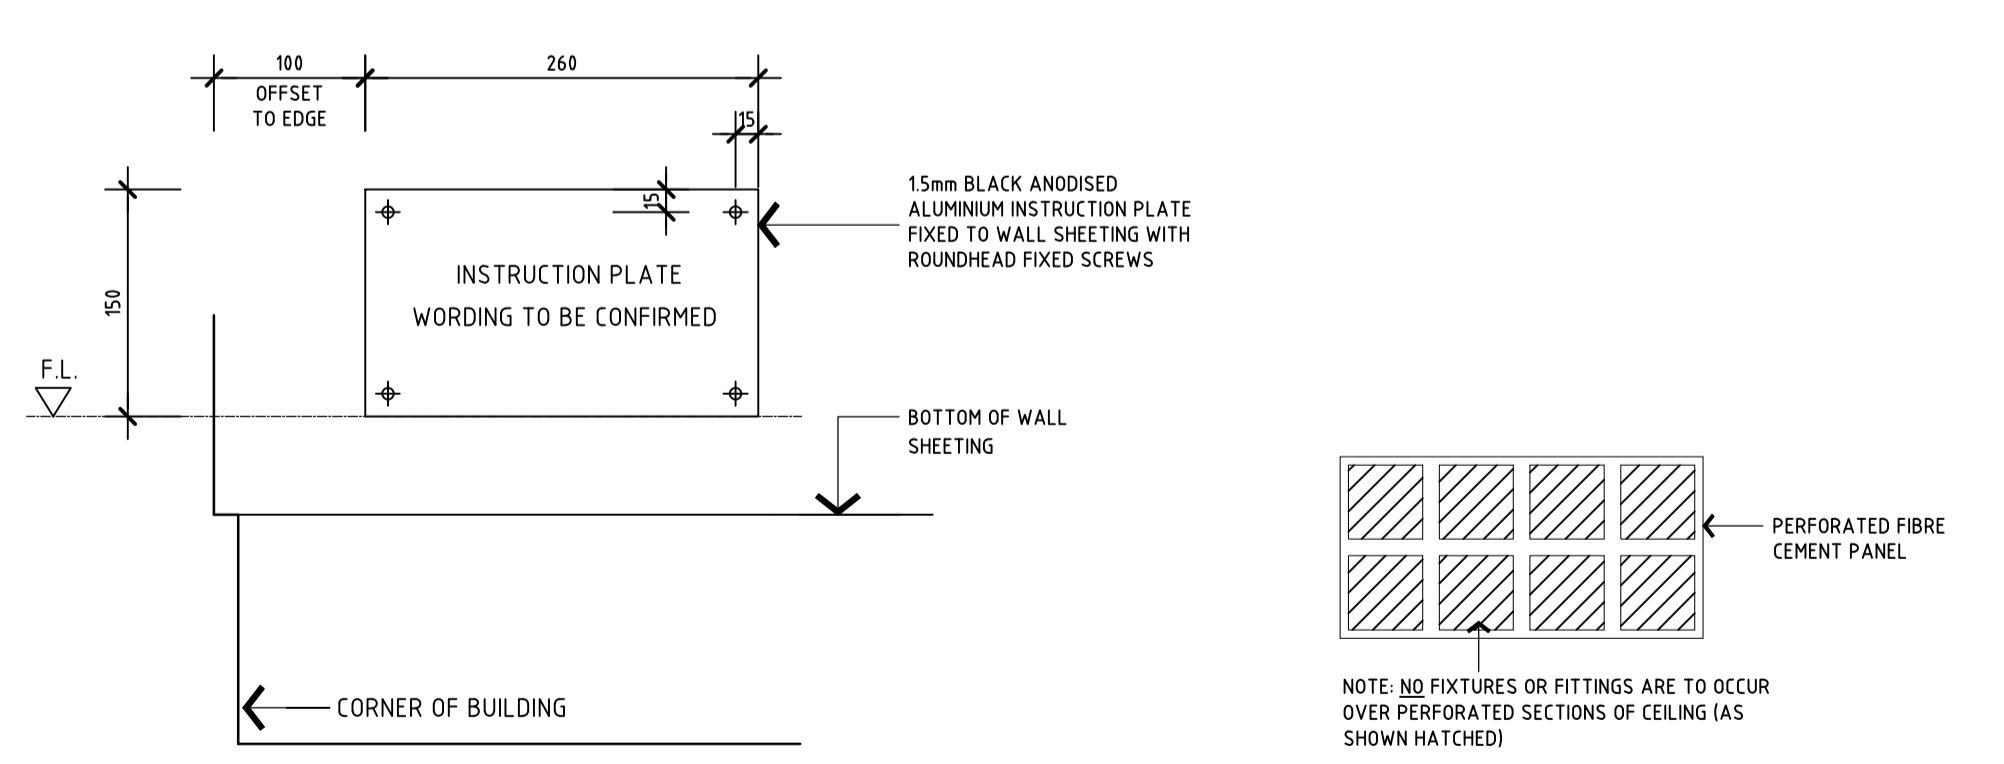 100
260
OFFSET
TO EDGE
15
15
1.5mm BLACK ANODISED
ALUMINIUM INSTRUCTION PLATE
FIXED TO WALL SHEETING WITH
ROUNDHEAD FIXED SCREWS
INSTRUCTION PLATE
WORDING TO BE CONFIRMED
150
F.L.
BOTTOM OF WALL
SHEETING
CORNER OF BUILDING
PERFORATED FIBRE
CEMENT PANEL
NOTE: NO FIXTURES OR FITTINGS ARE TO OCCUR
OVER PERFORATED SECTIONS OF CEILING (AS
SHOWN HATCHED)